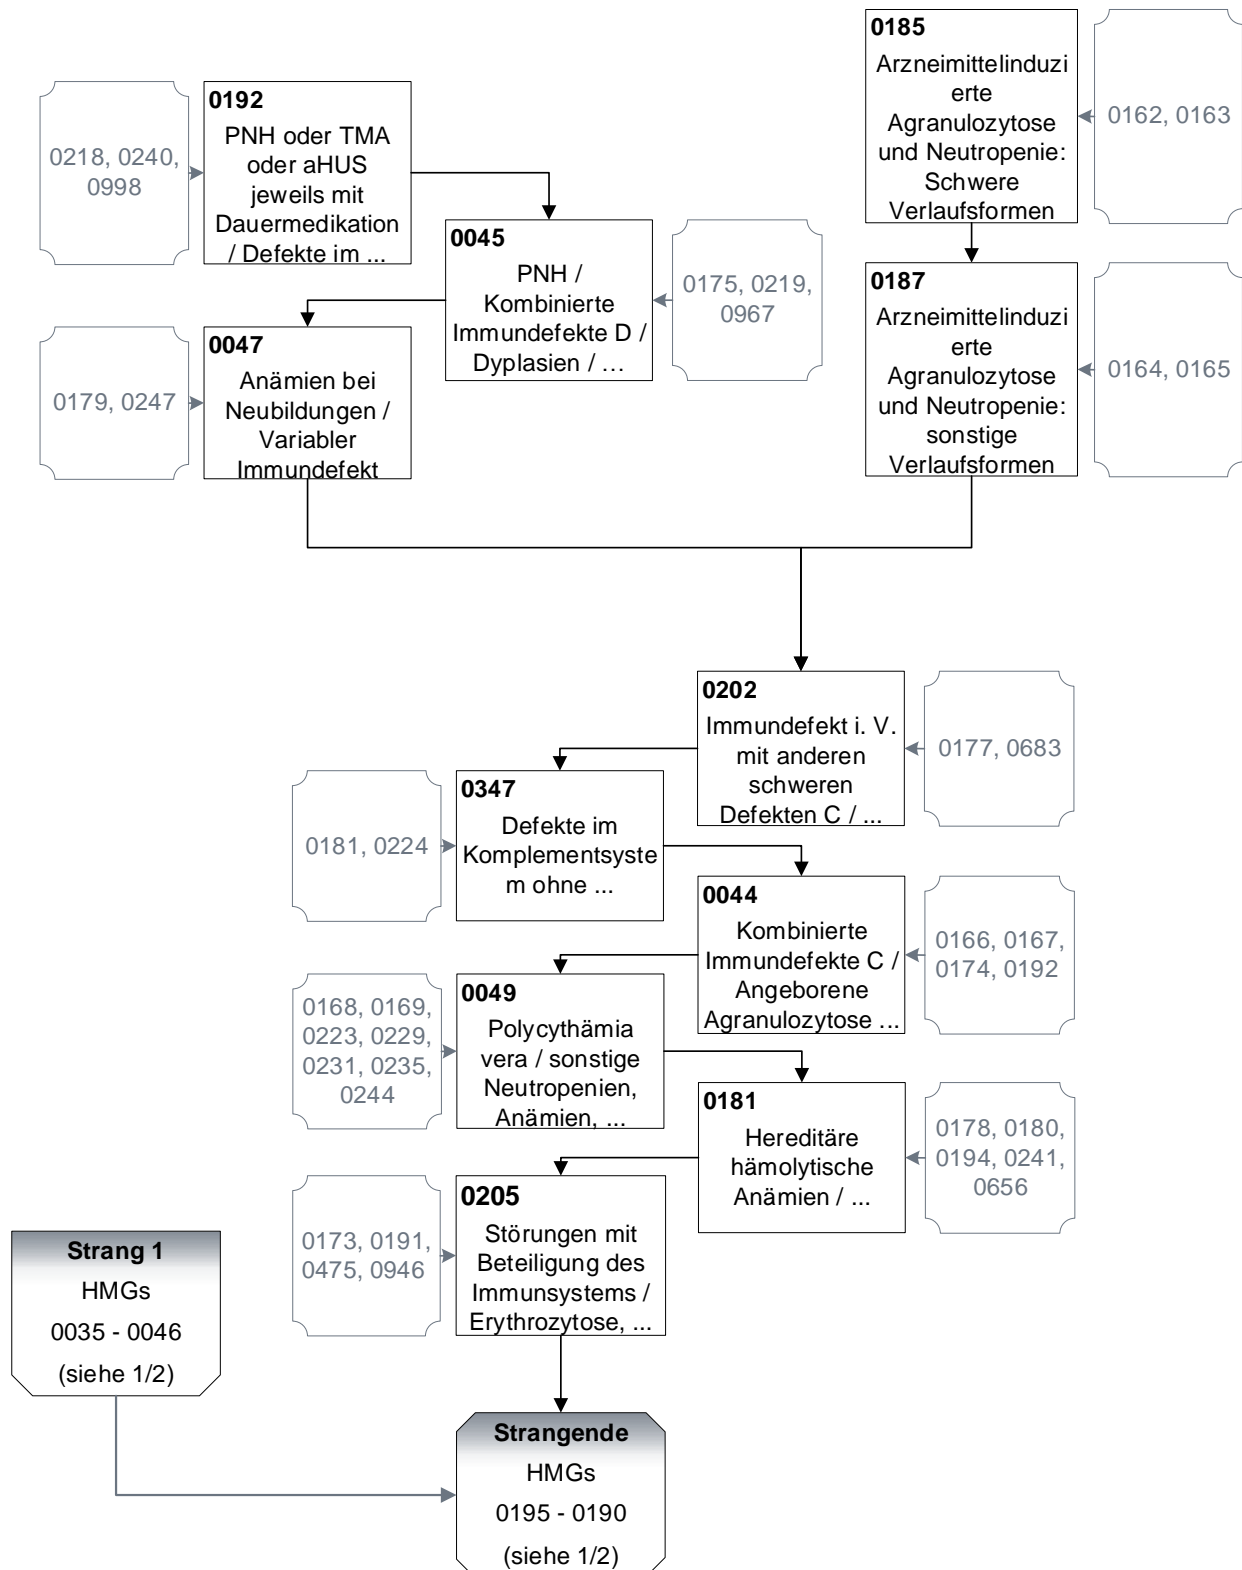 0185
Arzneimittelinduzi
erte
Agranulozytose
und Neutropenie:
Schwere
Verlaufsformen
0162, 0163
0192
PNH oder TMA
oder aHUS
jeweils mit
Dauermedikation
/ Defekte im ...
0218, 0240,
0998
0045
PNH /
Kombinierte
Immundefekte D /
Dyplasien / ...
0175, 0219,
0967
0187
Arzneimittelinduzi
erte
Agranulozytose
und Neutropenie:
sonstige
Verlaufsformen
0164, 0165
0047
Anämien bei
Neubildungen /
Variabler
Immundefekt
0179, 0247
0202
Immundefekt i. V.
mit anderen
schweren
Defekten C / ...
0177, 0683
0347
Defekte im
Komplementsyste
m ohne ...
0181, 0224
0044
Kombinierte
Immundefekte C /
Angeborene
Agranulozytose ...
0166, 0167,
0174, 0192
0049
Polycythämia
vera / sonstige
Neutropenien,
Anämien, ...
0168, 0169,
0223, 0229,
0231, 0235,
0244
0181
Hereditäre
hämolytische
Anämien / ...
0178, 0180,
0194, 0241,
0656
0205
Störungen mit
Beteiligung des
Immunsystems /
Erythrozytose, ...
0173, 0191,
0475, 0946
Strang 1
HMGs
0035 - 0046
(siehe 1/2)
Strangende
HMGs
0195 - 0190
(siehe 1/2)